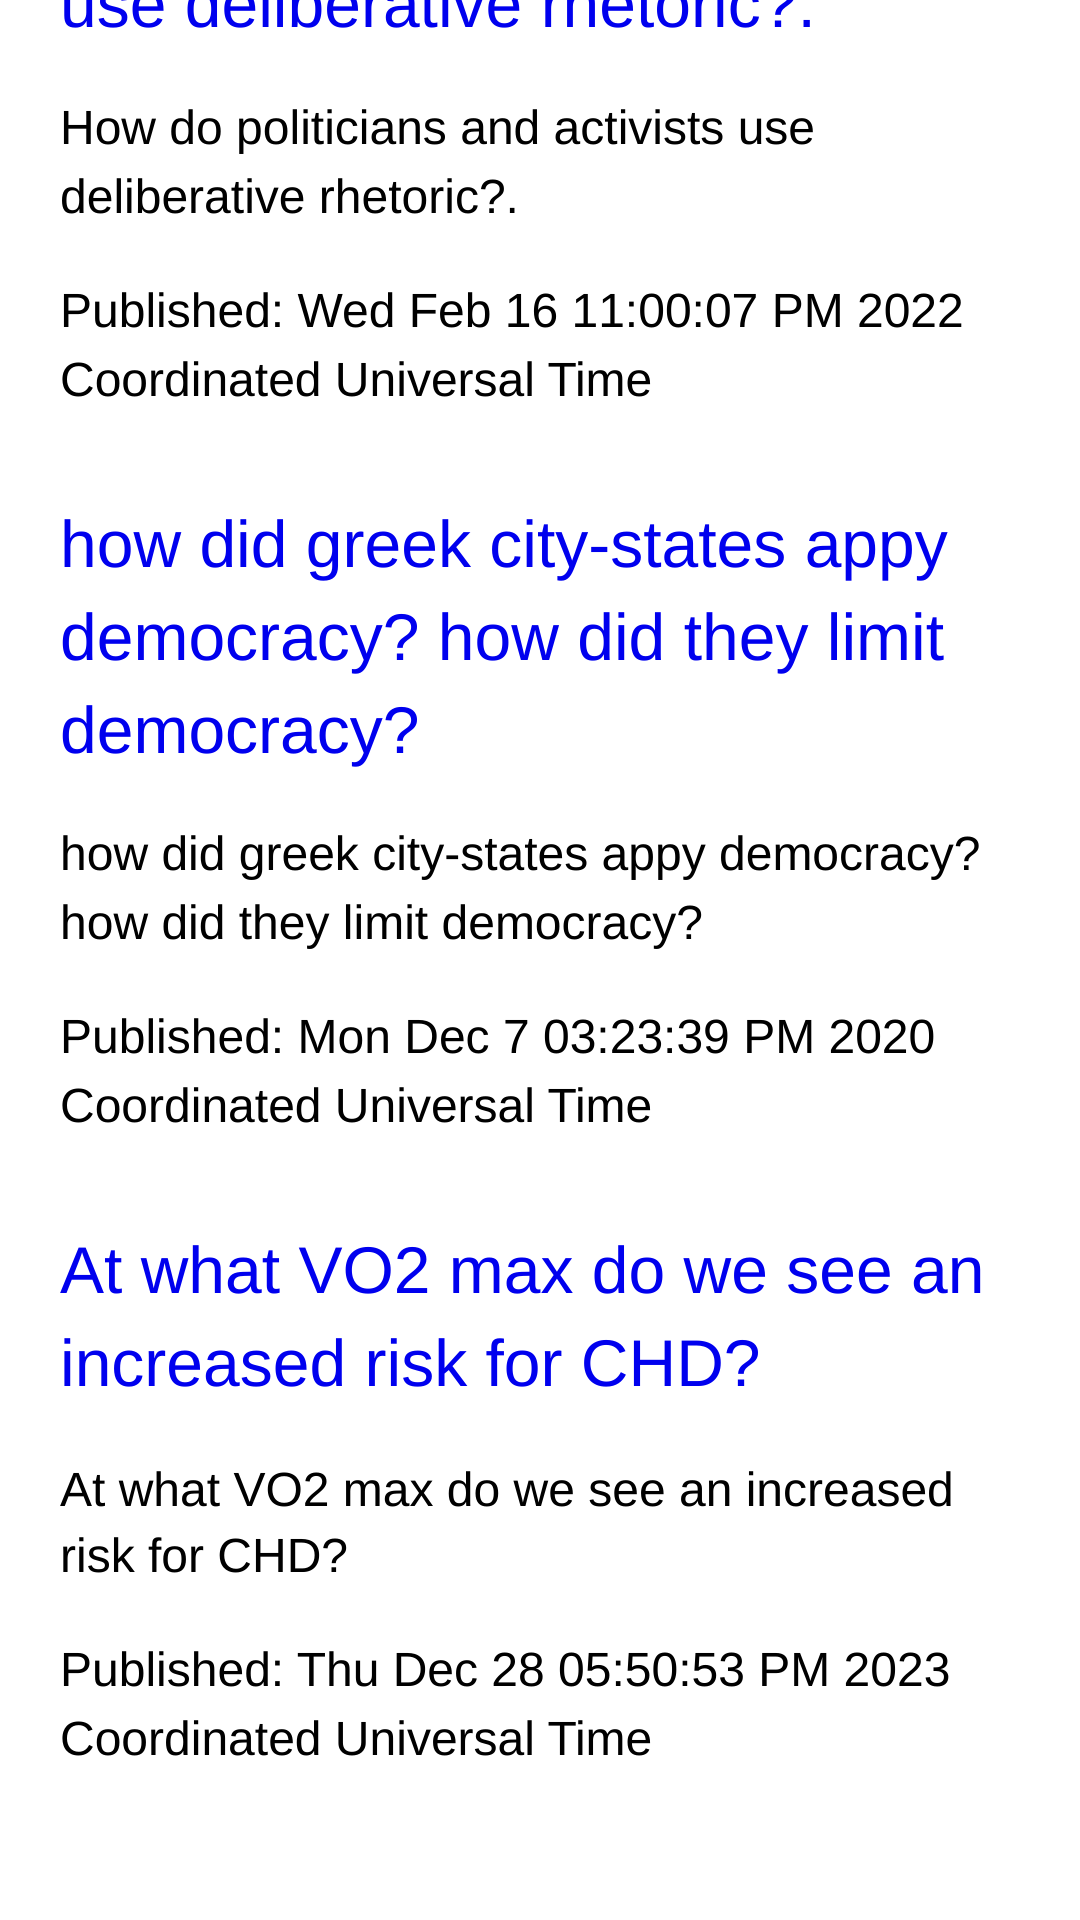 use deliberative rhetoric?.
How do politicians and activists use
deliberative rhetoric?.
Published: Wed Feb 16 11:00:07 PM 2022
Coordinated Universal Time
how did greek city-states appy
democracy? how did they limit
democracy?
how did greek city-states appy democracy?
how did they limit democracy?
Published: Mon Dec 7 03:23:39 PM 2020
Coordinated Universal Time
At what VO2 max do we see an
increased risk for CHD?
At what VO2 max do we see an increased
risk for CHD?
Published: Thu Dec 28 05:50:53 PM 2023
Coordinated Universal Time